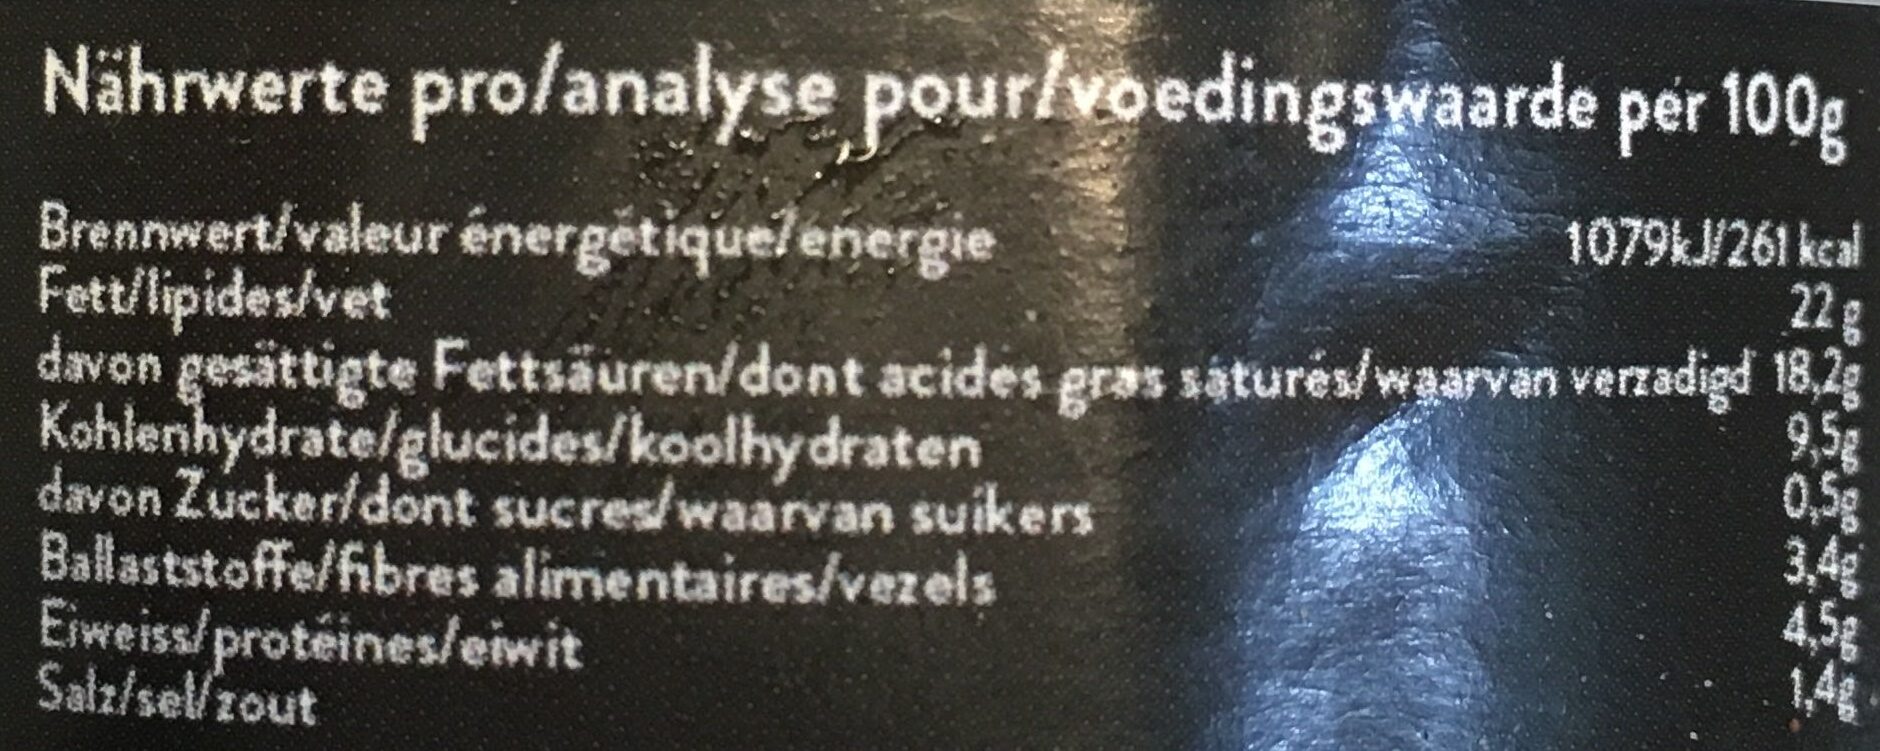 Nährwerte pro/analyse pour/voedingswaarde per 100g
Brennwert/valeur énergétique/energie 1079kJ/261 kcal
Fett/lipides/vet 22 g
davon gesättigte Fettsäuren/dont acides gras saturés/waarvan verzadigd 18,2g
Kohlenhydrate/glucides/koolhydraten 9,5g
davon Zucker/dont sucres/waarvan suikers 0,5g
Ballaststoffe/fibres alimentaires/vezels 3,4g
Eiweiss/protéines/eiwit 4,5g
Salz/sel/zout 1,4g